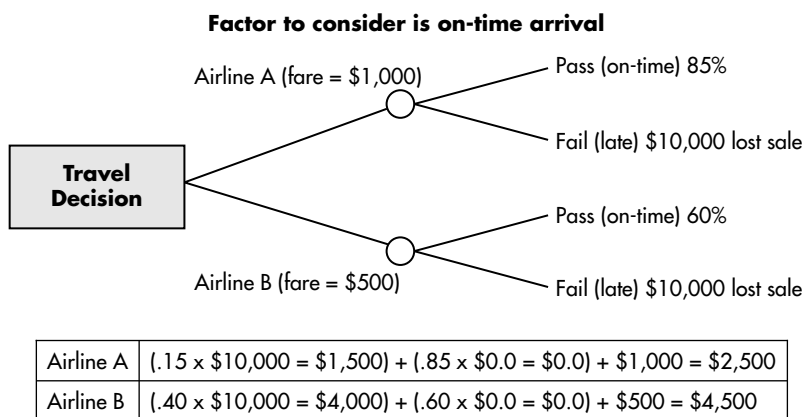 Factor to consider is on-time arrival
Airline A (fare = $1,000)
Pass (on-time) 85%
Fail (late) $10,000 lost sale
Travel
Decision
Pass (on-time) 60%
Airline B (fare = $500)
Fail (late) $10,000 lost sale
Airline A (.15 x $10,000 = $1,500) + (.85 x $0.0 = $0.0) + $1,000 = $2,500
Airline B (.40 x $10,000 = $4,000) + (.60 x $0.0 = $0.0) + $500 = $4,500